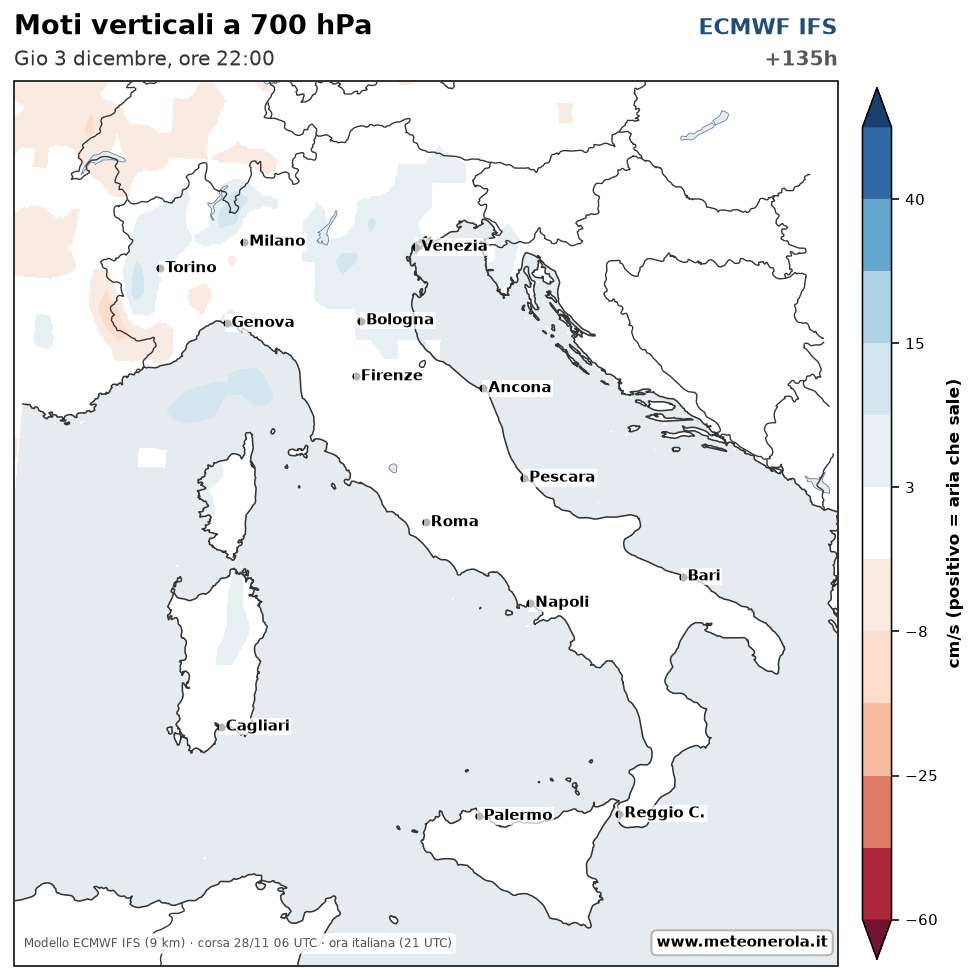 Moti verticali a 700 hPa
ECMWF IFS
Gio 3 dicembre, ore 22:00
+135h
Milano
Venezia
Torino
Genova
Bologna
Firenze
Ancona
Pescara
Roma
Bari
Napoli
Cagliari
Palermo
Reggio C.
40
15
3
−8
−25
−60
cm/s (positivo = aria che sale)
Modello ECMWF IFS (9 km) · corsa 28/11 06 UTC · ora italiana (21 UTC)
www.meteonerola.it